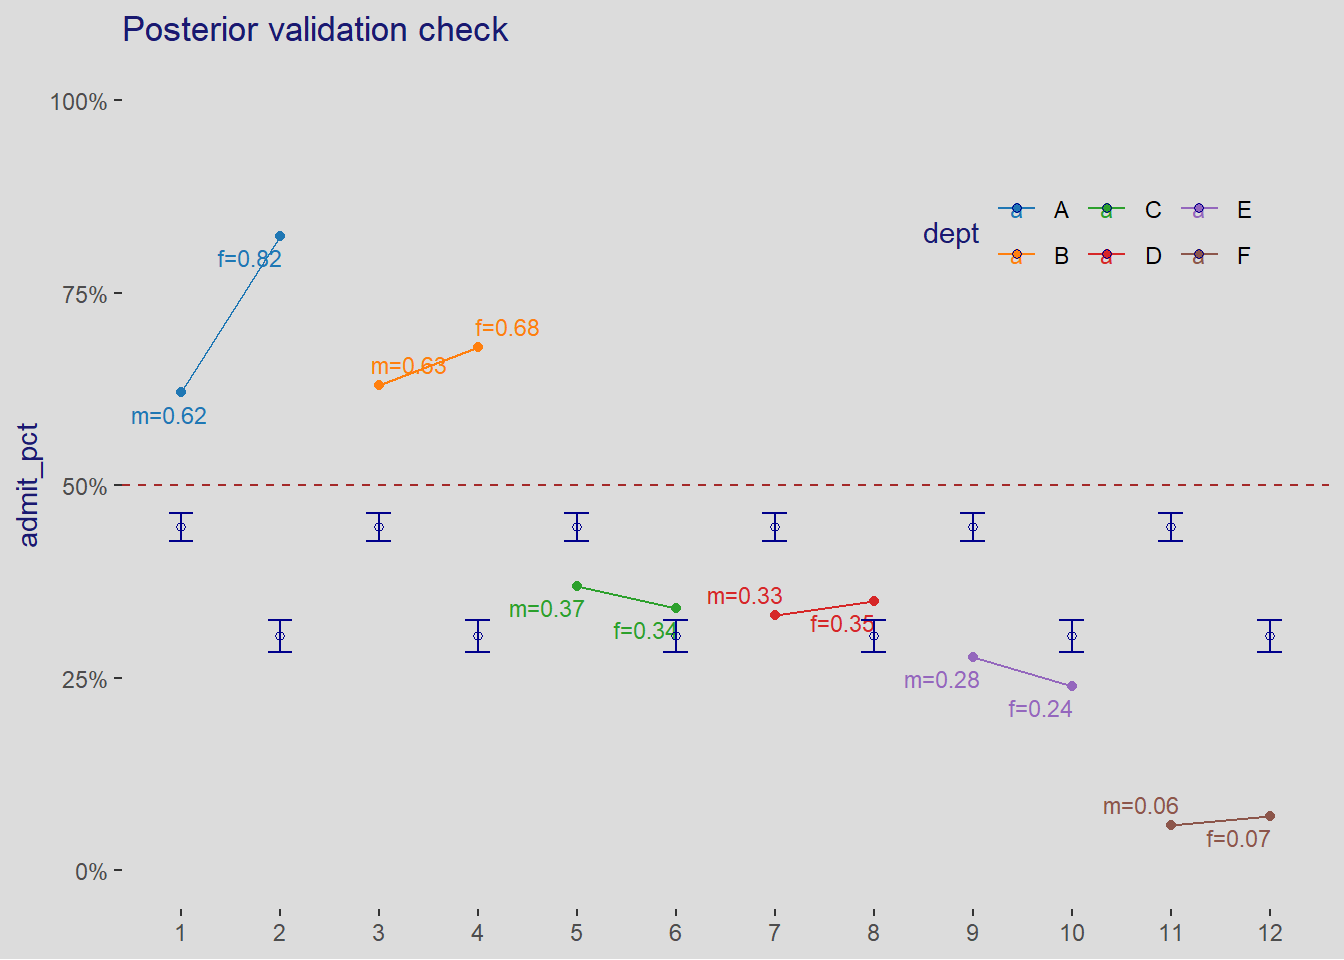 Posterior validation check
100%
a A a C a E
dept
a B a D a F
f=0.82
75%
f=0.68
m=0.63
m=0.62
admit_pct
50%
m=0.37
f=0.34
m=0.33
f=0.35
25%
m=0.28
f=0.24
m=0.06
f=0.07
0%
1 2 3 4 5 6 7 8 9 10 11 12